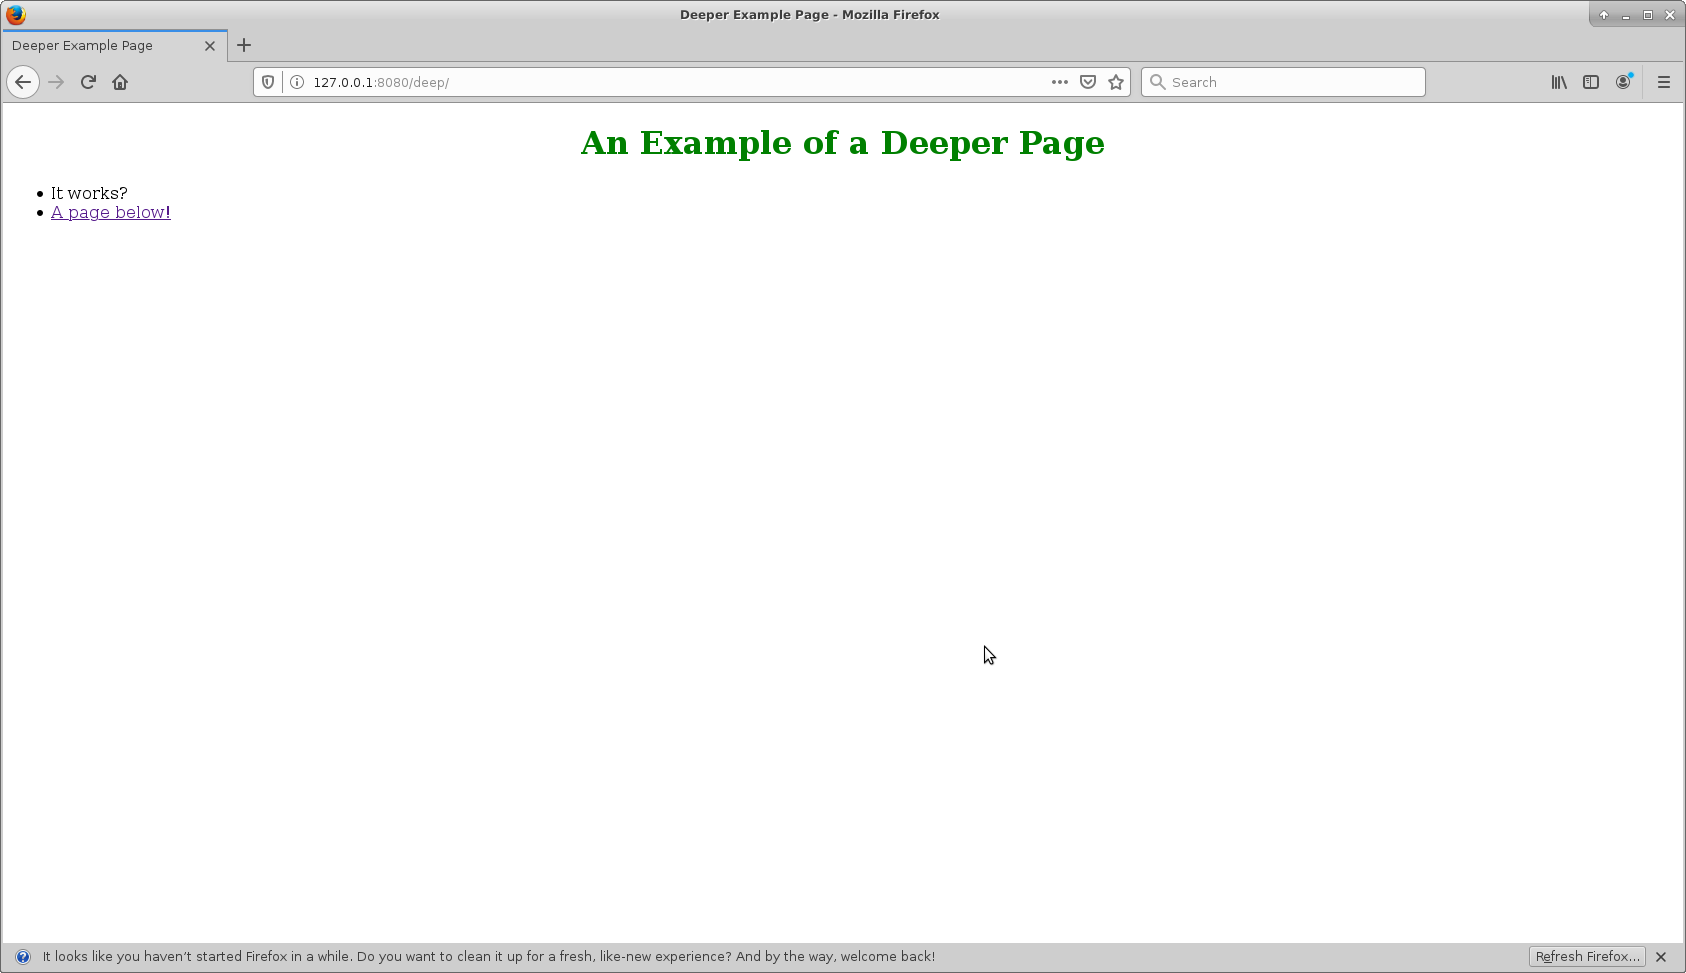 Deeper Example Page - Mozilla Firefox
Deeper Example Page
127.0.0.1:8080/deep/
Search
An Example of a Deeper Page
It works?
A page below!
It looks like you haven’t started Firefox in a while. Do you want to clean it up for a fresh, like-new experience? And by the way, welcome back!
Refresh Firefox…